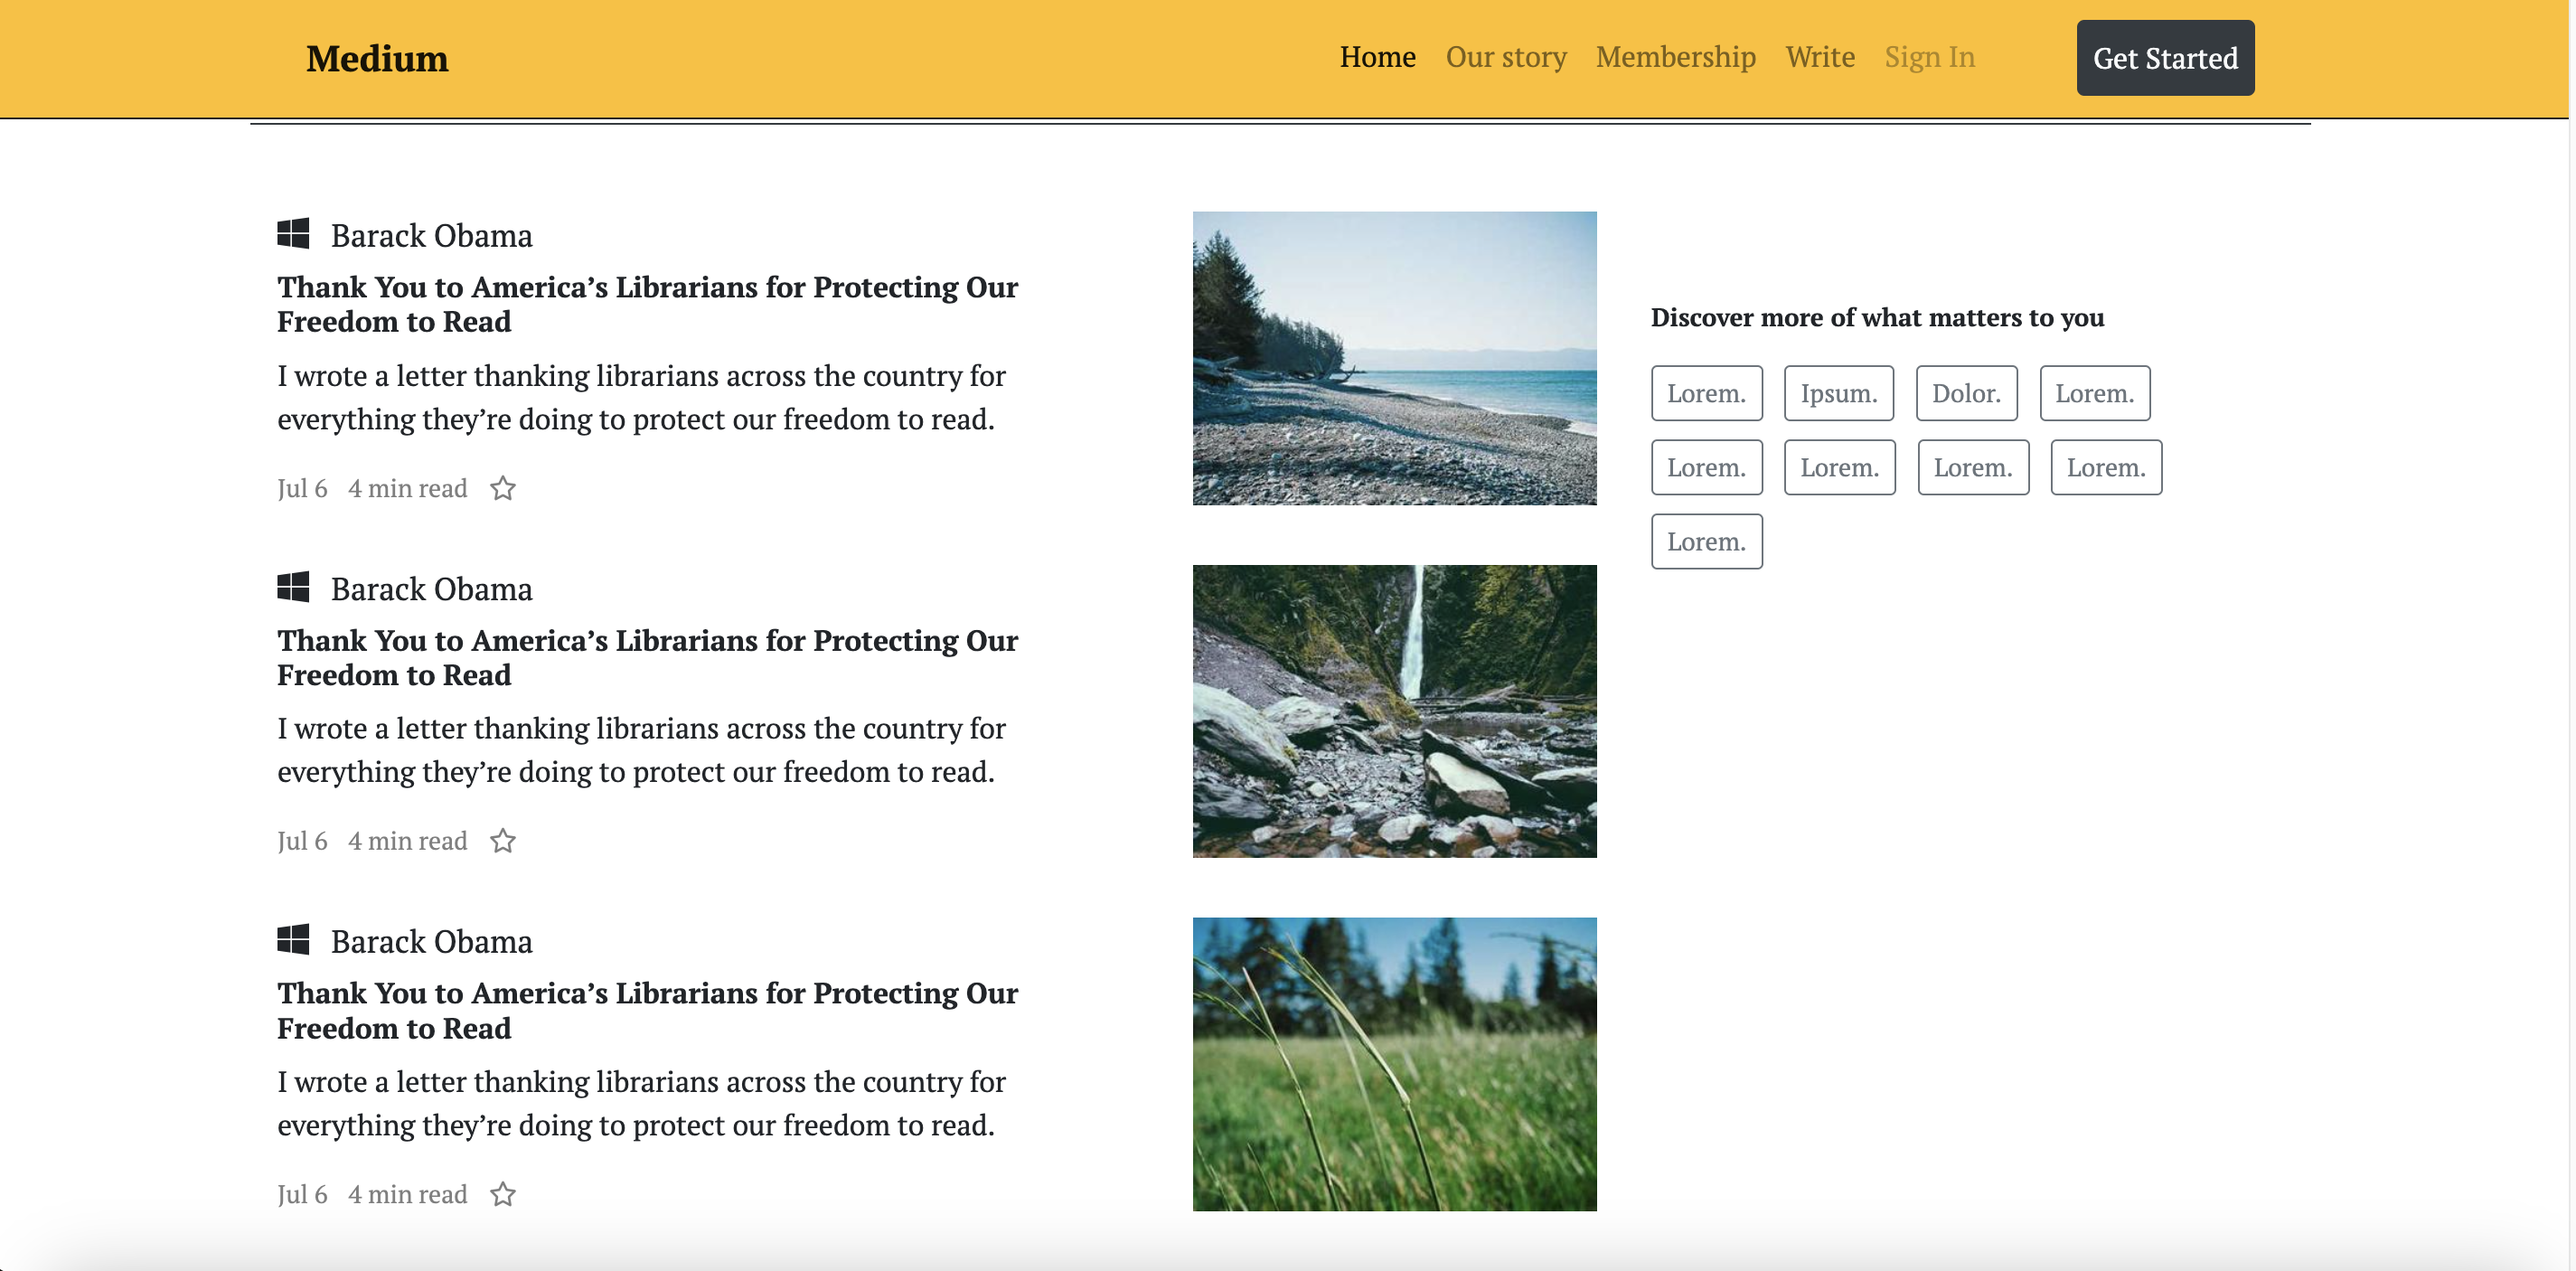 Medium
Home Our story Membership Write Sign In Get Started
Barack Obama
Thank You to America’s Librarians for Protecting Our
Freedom to Read
I wrote a letter thanking librarians across the country for
everything they’re doing to protect our freedom to read.
Jul 6 4 min read
Barack Obama
Thank You to America’s Librarians for Protecting Our
Freedom to Read
I wrote a letter thanking librarians across the country for
everything they’re doing to protect our freedom to read.
Jul 6 4 min read
Barack Obama
Thank You to America’s Librarians for Protecting Our
Freedom to Read
I wrote a letter thanking librarians across the country for
everything they’re doing to protect our freedom to read.
Jul 6 4 min read
Discover more of what matters to you
Lorem. Ipsum. Dolor. Lorem.
Lorem. Lorem. Lorem. Lorem.
Lorem.